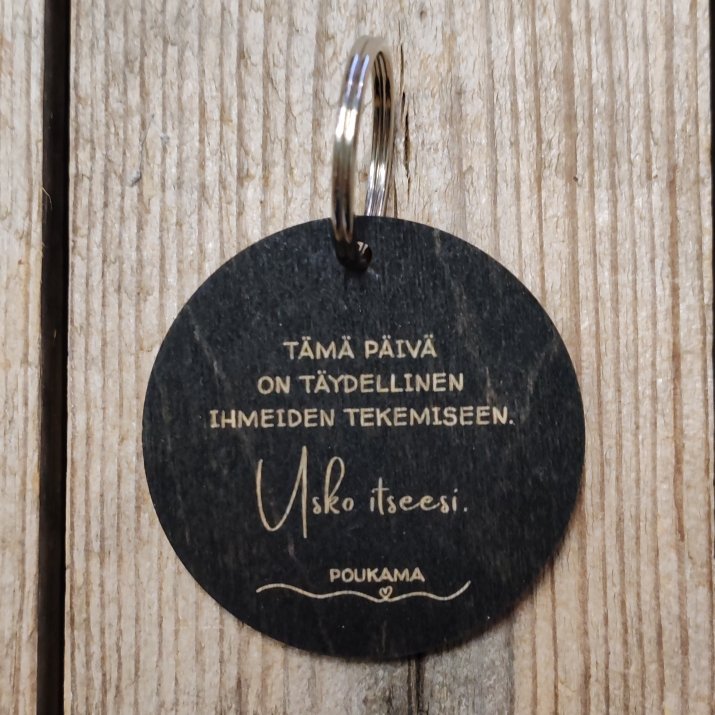 TÄMÄ PÄIVÄ
ON TÄYDELLINEN
IHMEIDEN TEKEMISEEN.
Usko itseesi.
POUKAMA